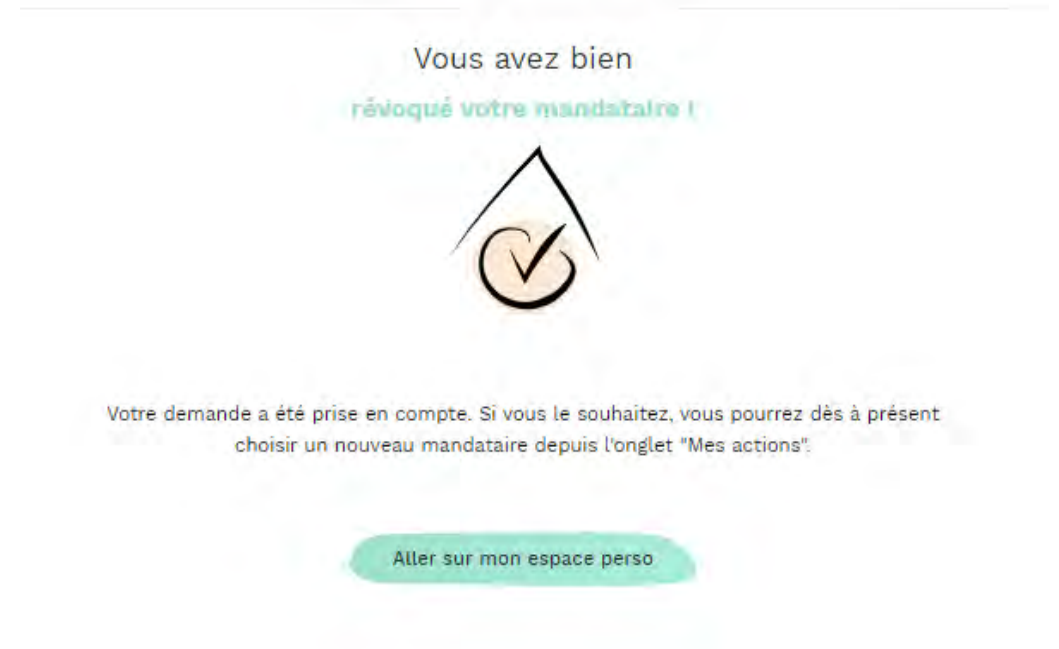 Vous avez bien
révoqué votre mandataire !
Votre demande a été prise en compte. Si vous le souhaitez, vous pourrez dès à présent
choisir un nouveau mandataire depuis l'onglet "Mes actions".
Aller sur mon espace perso